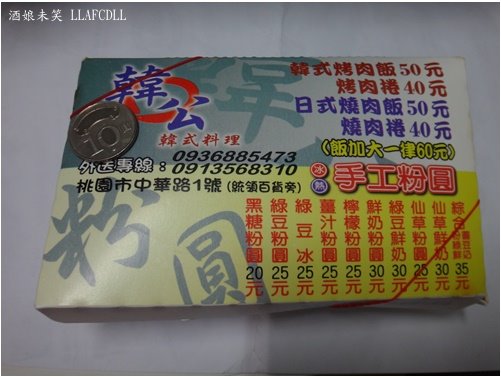 酒娘未笑 LLAFCDLL
韓公
韓式料理
韓式烤肉飯50元
烤肉捲40元
日式燒肉飯50元
燒肉捲40元
(飯加大一律60元)
外送專線：0936885473
0913568310
桃園市中華路1號(統領百貨旁)
冰
熱
手工粉圓
粉圓
黑糖粉圓20元
綠豆粉圓25元
綠豆冰25元
薑汁粉圓25元
檸檬粉圓25元
鮮奶粉圓30元
綠豆鮮奶30元
仙草粉圓25元
仙草鮮奶30元
35元
10